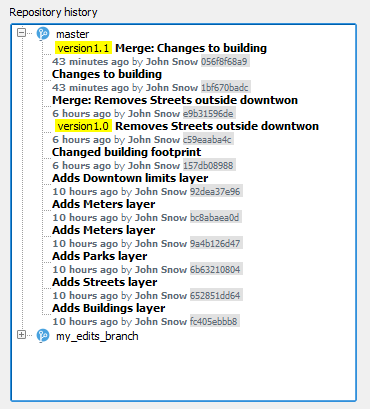 Repository history
master
version1.1 Merge: Changes to building
43 minutes ago by John Snow 056f8f68a9
Changes to building
43 minutes ago by John Snow 1bf670badc
Merge: Removes Streets outside downtwon
6 hours ago by John Snow e9b31596de
version1.0 Removes Streets outside downtwon
6 hours ago by John Snow c59eaaba4c
Changed building footprint
6 hours ago by John Snow 157db08988
Adds Downtown limits layer
10 hours ago by John Snow 92dea37e96
Adds Meters layer
10 hours ago by John Snow bc8abaea0d
Adds Meters layer
10 hours ago by John Snow 9a4b126d47
Adds Parks layer
10 hours ago by John Snow 6b63210804
Adds Streets layer
10 hours ago by John Snow 652851dd64
Adds Buildings layer
10 hours ago by John Snow fc405ebbb8
my_edits_branch